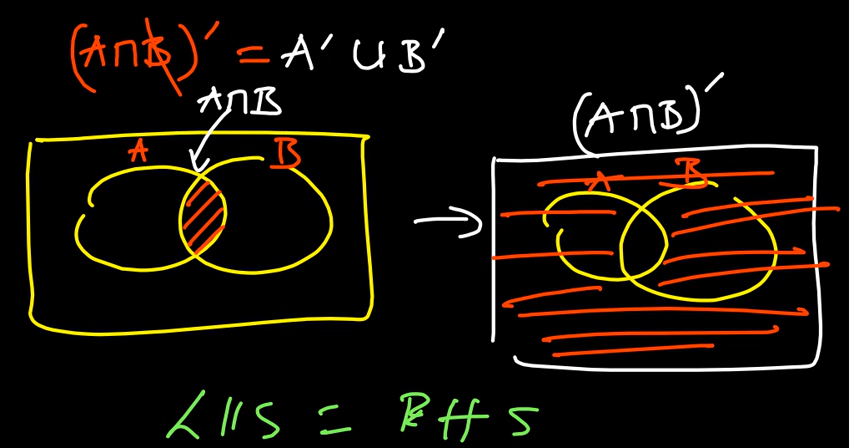 (A∩B)′ = A′ ∪ B′
A∩B
A B
(A∩B)′
A B
LHS = RHS